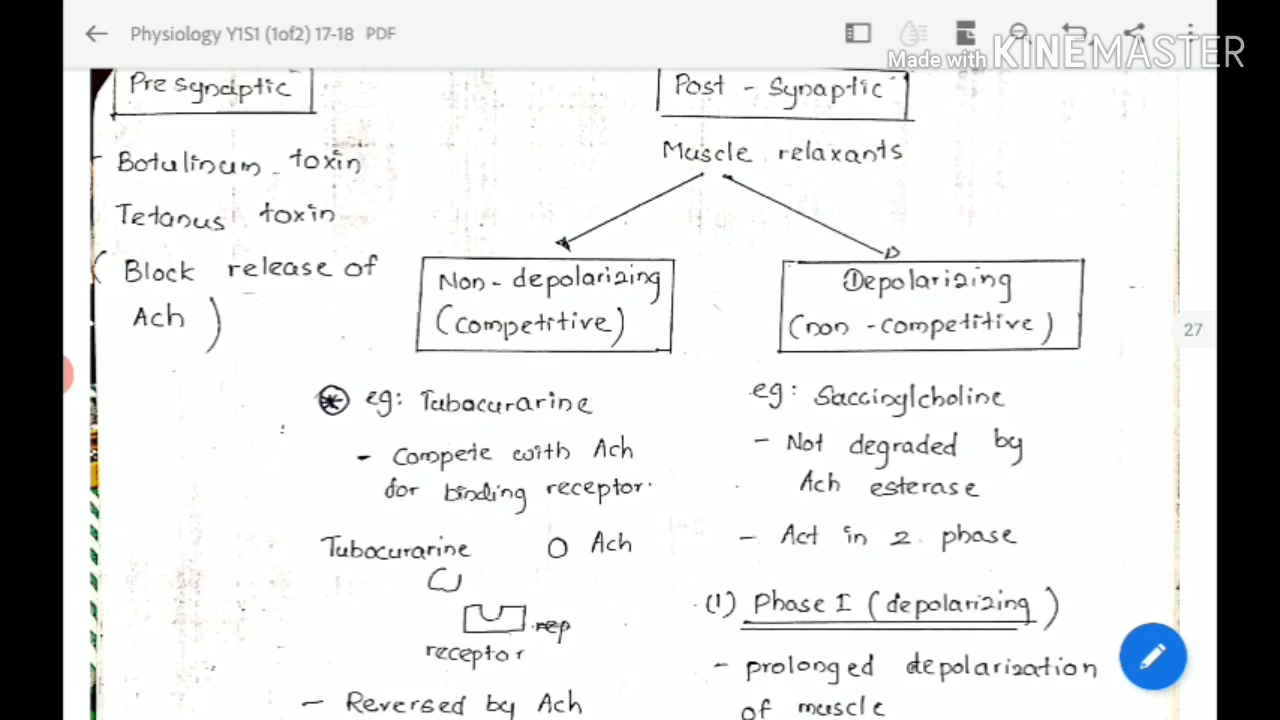 Physiology Y1S1 (1of2) 17-18 PDF
Made with KINEMASTER
Pre synaptic
Botulinum toxin
Tetanus toxin
(Block release of
Ach)
Post - Synaptic
Muscle relaxants
Non-depolarizing
(competitive)
eg: Tubocurarine
- Compete with Ach
for binding receptor.
Tubocurarine O Ach
rep
receptor
- Reversed by Ach
Depolarizing
(non-competitive)
eg: Saccinylcholine
- Not degraded by
Ach esterase
- Act in 2 phase
(1) Phase I (depolarizing)
- prolonged depolarization
of muscle
27